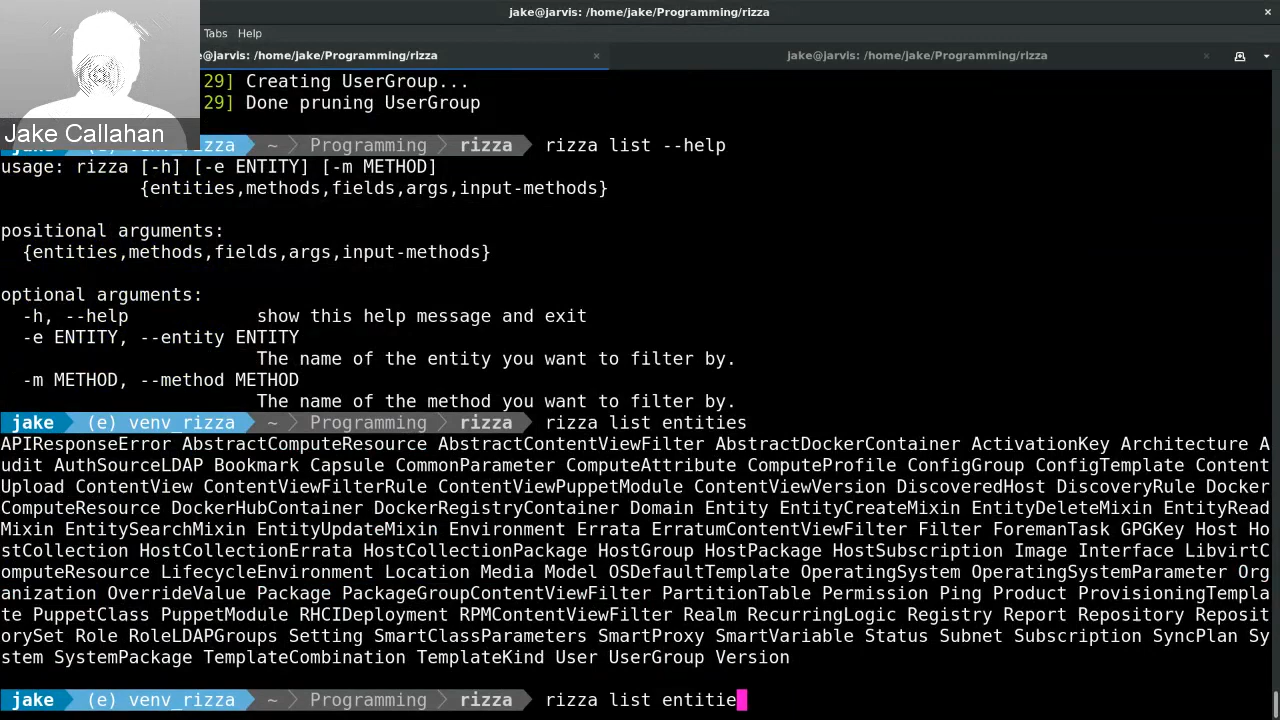 jake@jarvis: /home/jake/Programming/rizza ×
Tabs Help
@jarvis: /home/jake/Programming/rizza × jake@jarvis: /home/jake/Programming/rizza ×
Jake Callahan
29] Creating UserGroup...
29] Done pruning UserGroup
rizza ~ Programming rizza rizza list --help
usage: rizza [-h] [-e ENTITY] [-m METHOD]
{entities,methods,fields,args,input-methods}
positional arguments:
{entities,methods,fields,args,input-methods}
optional arguments:
-h, --help show this help message and exit
-e ENTITY, --entity ENTITY
The name of the entity you want to filter by.
-m METHOD, --method METHOD
The name of the method you want to filter by.
jake (e) venv_rizza ~ Programming rizza rizza list entities
APIResponseError AbstractComputeResource AbstractContentViewFilter AbstractDockerContainer ActivationKey Architecture A
udit AuthSourceLDAP Bookmark Capsule CommonParameter ComputeAttribute ComputeProfile ConfigGroup ConfigTemplate Content
Upload ContentView ContentViewFilterRule ContentViewPuppetModule ContentViewVersion DiscoveredHost DiscoveryRule Docker
ComputeResource DockerHubContainer DockerRegistryContainer Domain Entity EntityCreateMixin EntityDeleteMixin EntityRead
Mixin EntitySearchMixin EntityUpdateMixin Environment Errata ErratumContentViewFilter Filter ForemanTask GPGKey Host Ho
stCollection HostCollectionErrata HostCollectionPackage HostGroup HostPackage HostSubscription Image Interface LibvirtC
omputeResource LifecycleEnvironment Location Media Model OSDefaultTemplate OperatingSystem OperatingSystemParameter Org
anization OverrideValue Package PackageGroupContentViewFilter PartitionTable Permission Ping Product ProvisioningTempla
te PuppetClass PuppetModule RHCIDeployment RPMContentViewFilter Realm RecurringLogic Registry Report Repository Reposit
orySet Role RoleLDAPGroups Setting SmartClassParameters SmartProxy SmartVariable Status Subnet Subscription SyncPlan Sy
stem SystemPackage TemplateCombination TemplateKind User UserGroup Version
jake (e) venv_rizza ~ Programming rizza rizza list entitie